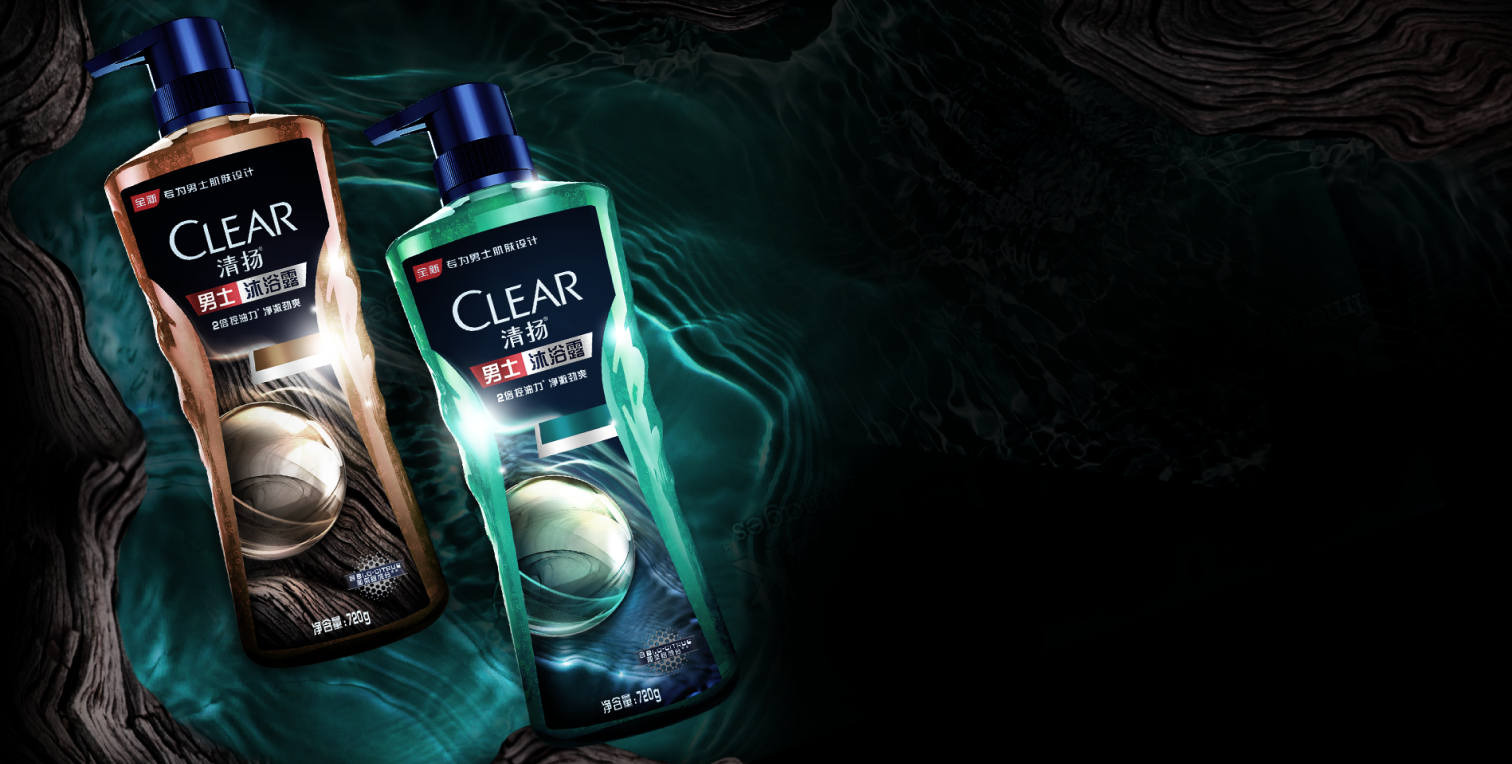 全新 专为男士肌肤设计
CLEAR
清扬®
男士 沐浴露
2倍控油力* 净澈劲爽
净含量:720g
全新 专为男士肌肤设计
CLEAR
清扬®
男士 沐浴露
2倍控油力* 净澈劲爽
净含量:720g